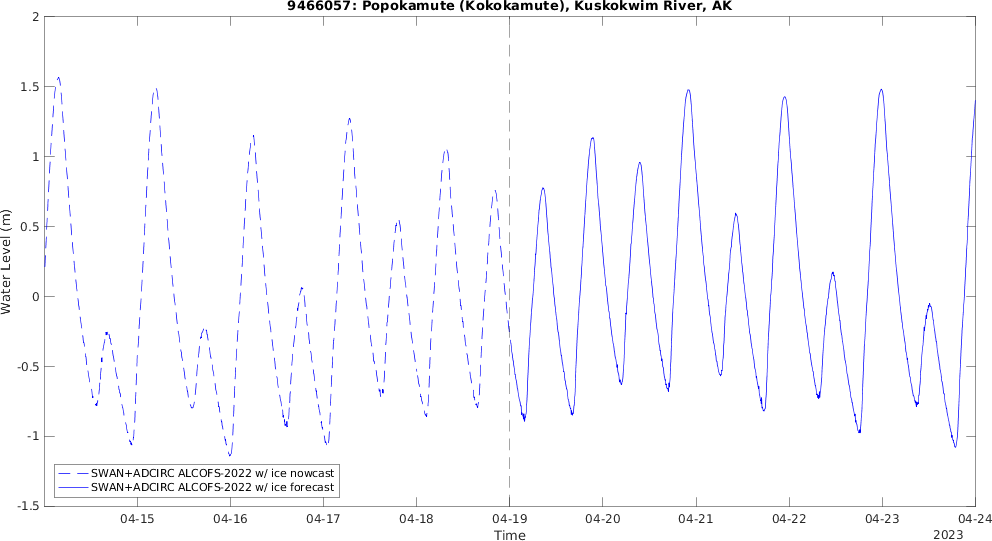 9466057: Popokamute (Kokokamute), Kuskokwim River, AK
2
1.5
1
0.5
0
-0.5
-1
-1.5
Water Level (m)
SWAN+ADCIRC ALCOFS-2022 w/ ice nowcast
SWAN+ADCIRC ALCOFS-2022 w/ ice forecast
04-15 04-16 04-17 04-18 04-19 04-20 04-21 04-22 04-23 04-24
Time
2023